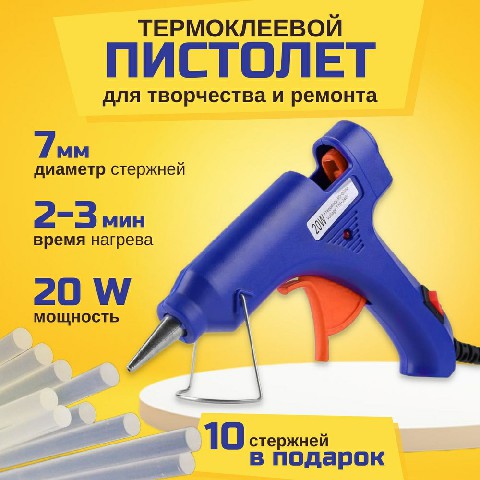 ТЕРМОКЛЕЕВОЙ
ПИСТОЛЕТ
для творчества и ремонта
7мм
диаметр стержней
2-3 мин
время нагрева
20 W
мощность
20W
10 стержней
в подарок